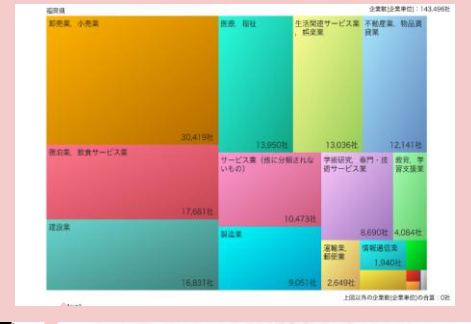 福岡県
企業数(企業単位)：143,496社
卸売業、小売業
30,419社
医療、福祉
13,950社
生活関連サービス業
、娯楽業
13,036社
不動産業、物品賃
貸業
12,141社
宿泊業、飲食サービス業
17,681社
サービス業（他に分類されな
いもの）
10,473社
学術研究、専門・技
術サービス業
8,690社
教育、学
習支援業
4,084社
建設業
16,831社
製造業
9,051社
運輸業、
郵便業
2,649社
情報通信業
1,940社
上図以外の企業数(企業単位)の合算：0社